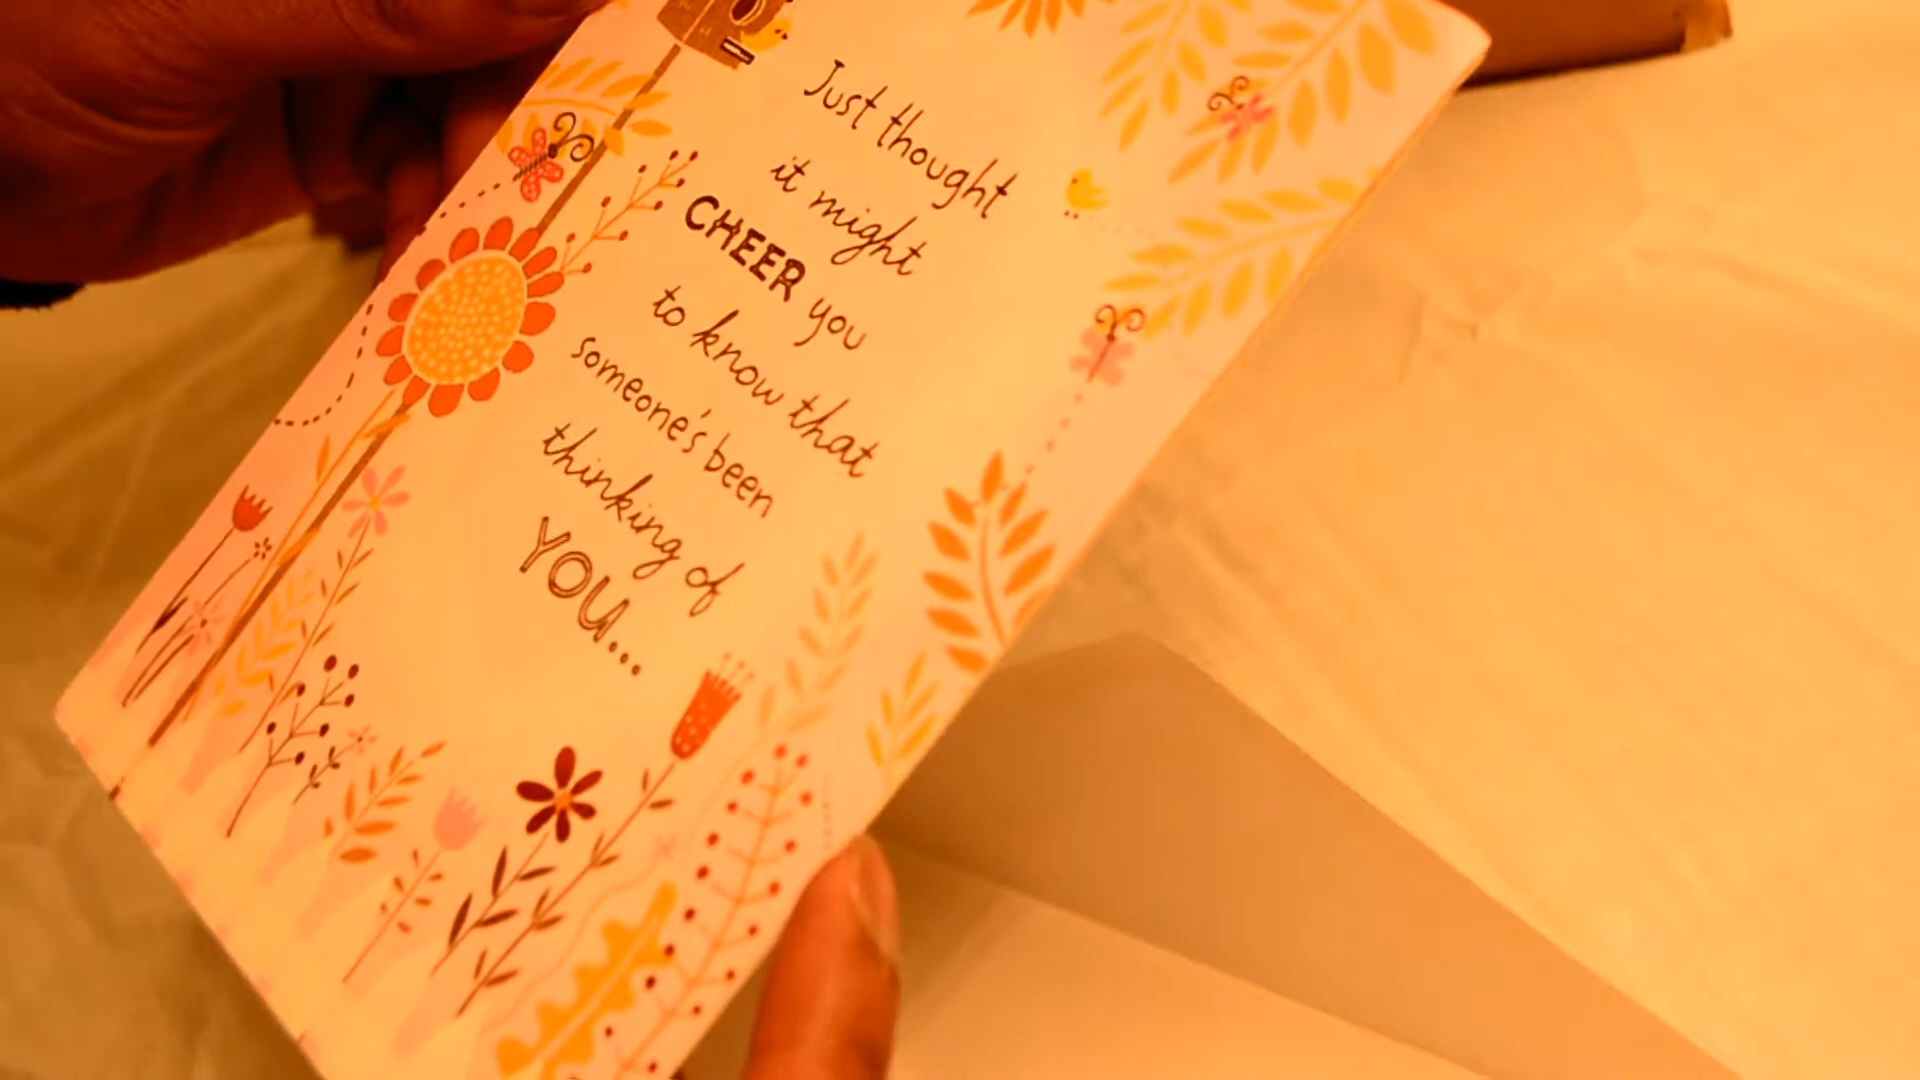 Just thought
it might
CHEER you
to know that
someone's been
thinking of
YOU...